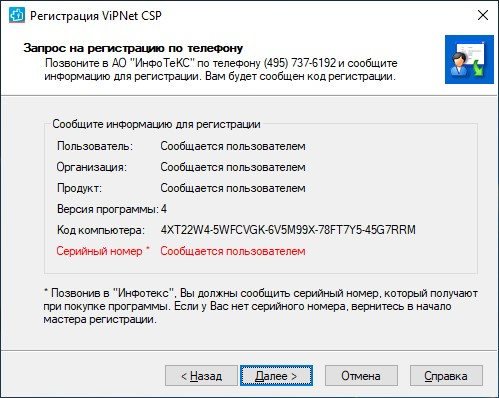 Регистрация ViPNet CSP
Запрос на регистрацию по телефону
Позвоните в АО "ИнфоТеКС" по телефону (495) 737-6192 и сообщите
информацию для регистрации. Вам будет сообщен код регистрации.
Сообщите информацию для регистрации
Пользователь: Сообщается пользователем
Организация: Сообщается пользователем
Продукт: Сообщается пользователем
Версия программы: 4
Код компьютера: 4XT22W4-5WFCVGK-6V5M99X-78FT7Y5-45G7RRM
Серийный номер * Сообщается пользователем
* Позвонив в "Инфотекс", Вы должны сообщить серийный номер, который получают
при покупке программы. Если у Вас нет серийного номера, вернитесь в начало
мастера регистрации.
< Назад Далее > Отмена Справка